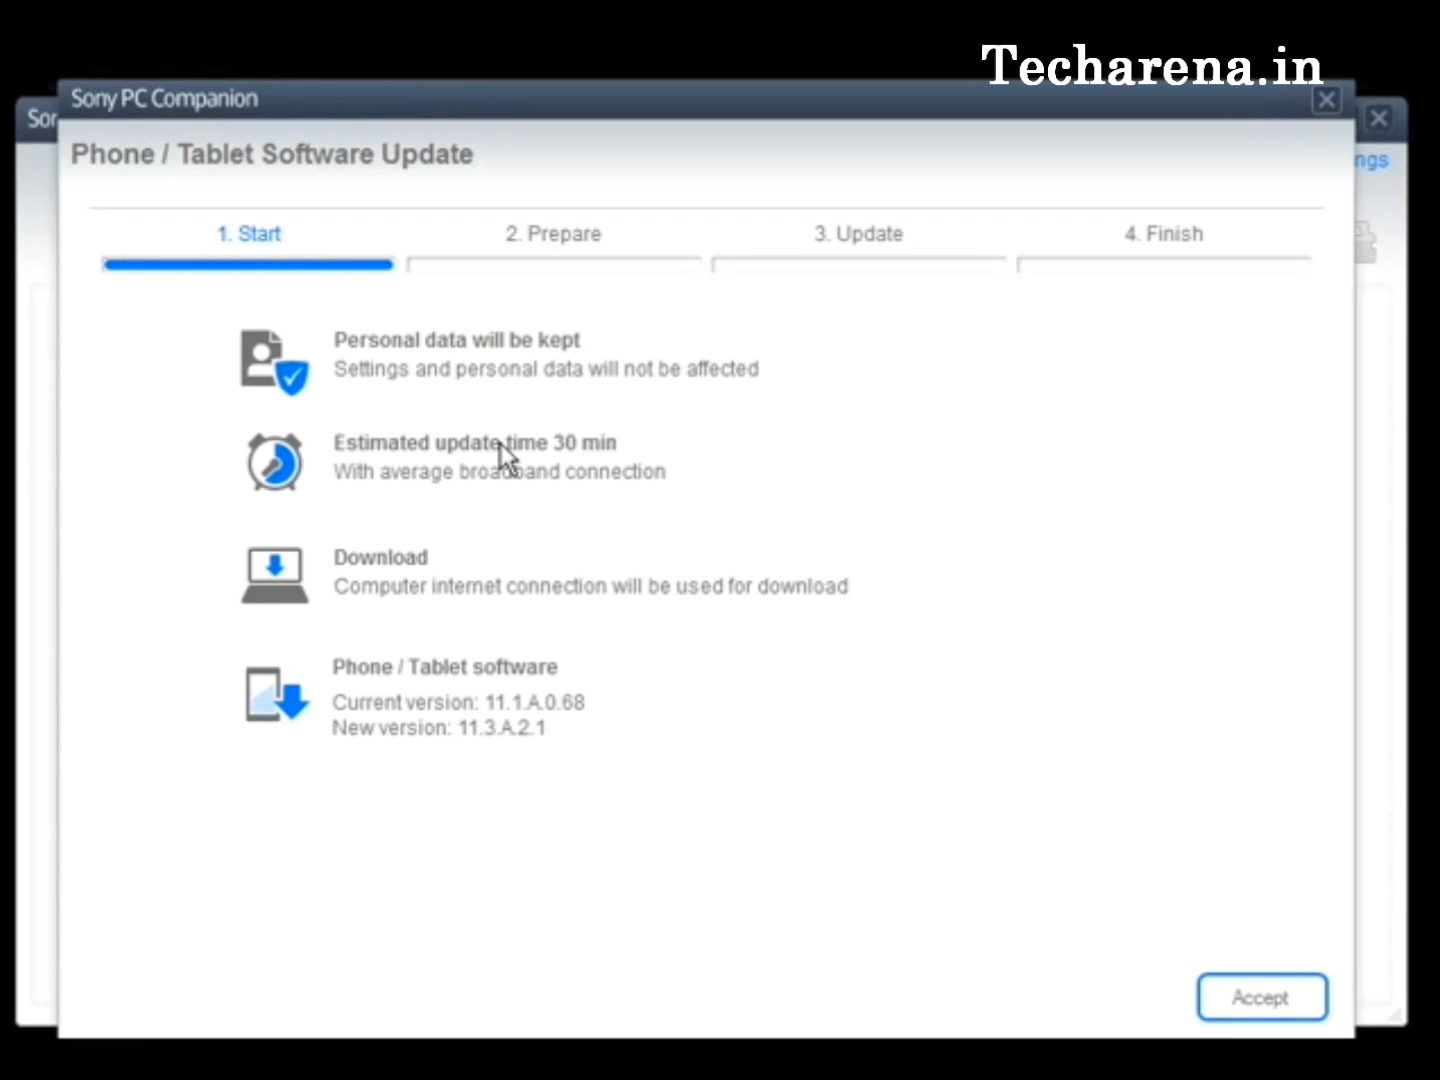 Techarena.in
Sony PC Companion
Phone / Tablet Software Update
1. Start
2. Prepare
3. Update
4. Finish
Personal data will be kept
Settings and personal data will not be affected
Estimated update time 30 min
With average broadband connection
Download
Computer internet connection will be used for download
Phone / Tablet software
Current version: 11.1.A.0.68
New version: 11.3.A.2.1
Accept